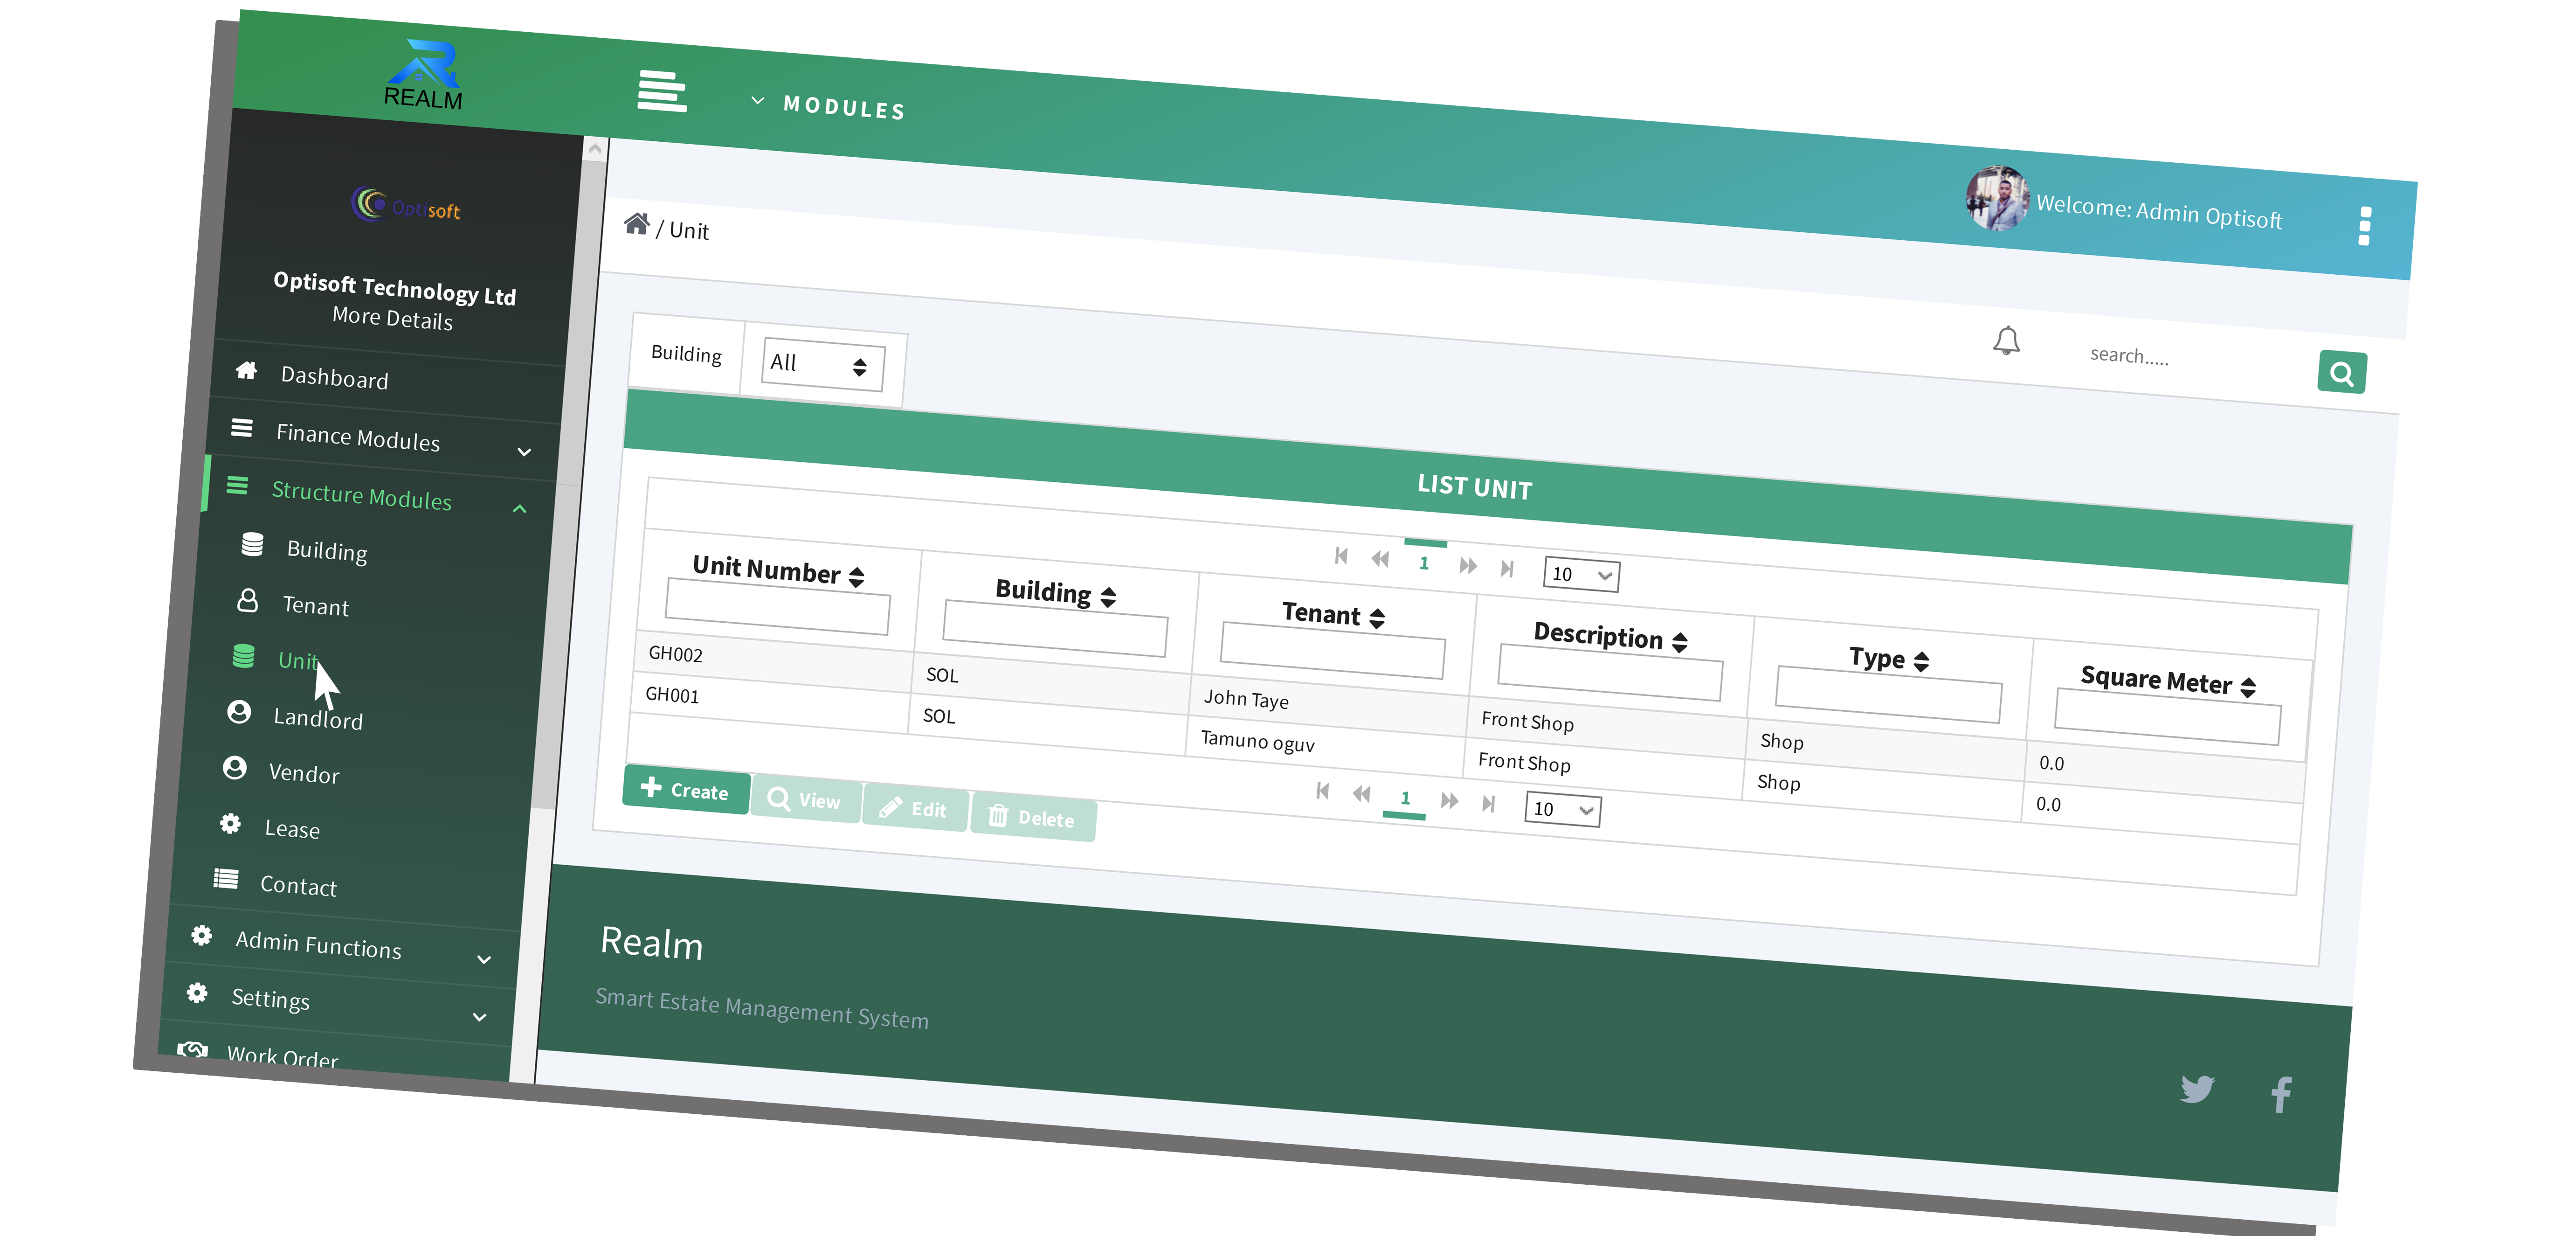 REALM
MODULES
Welcome: Admin Optisoft
Optisoft
Optisoft Technology Ltd
More Details
Dashboard
Finance Modules
Structure Modules
Building
Tenant
Unit
Landlord
Vendor
Lease
Contact
Admin Functions
Settings
Work Order
/ Unit
search.....
Building All
LIST UNIT
1 10
Unit Number Building Tenant Description Type Square Meter
GH002 SOL John Taye Front Shop Shop 0.0
GH001 SOL Tamuno oguv Front Shop Shop 0.0
1 10
Create View Edit Delete
Realm
Smart Estate Management System